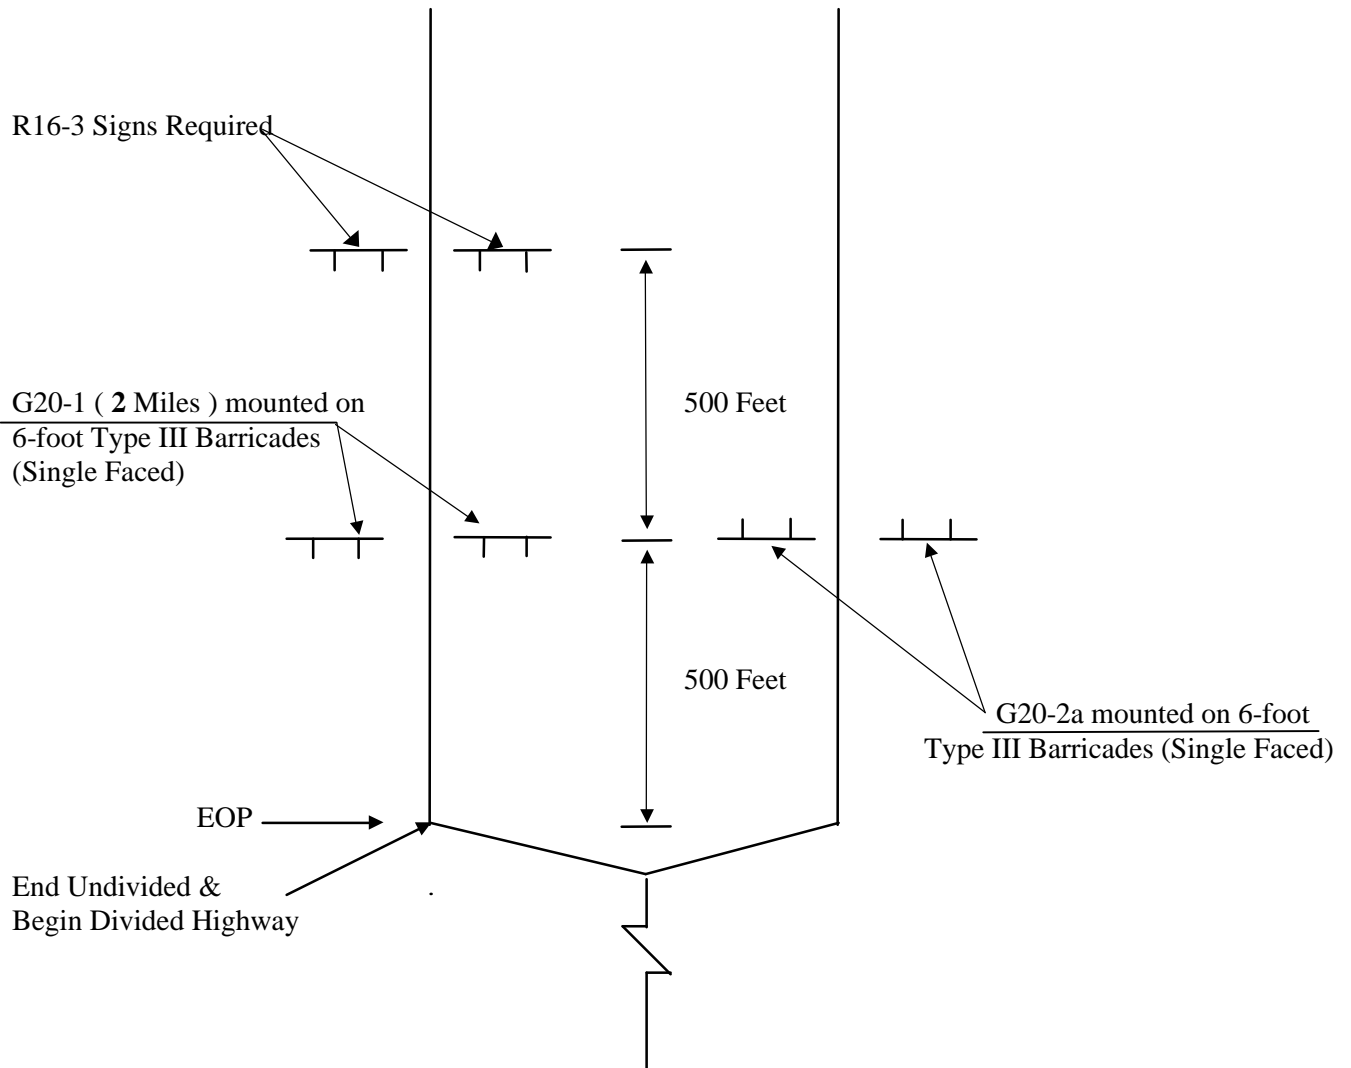 R16-3 Signs Required
G20-1 ( 2 Miles ) mounted on
6-foot Type III Barricades
(Single Faced)
500 Feet
500 Feet
G20-2a mounted on 6-foot
Type III Barricades (Single Faced)
EOP
End Undivided &
Begin Divided Highway